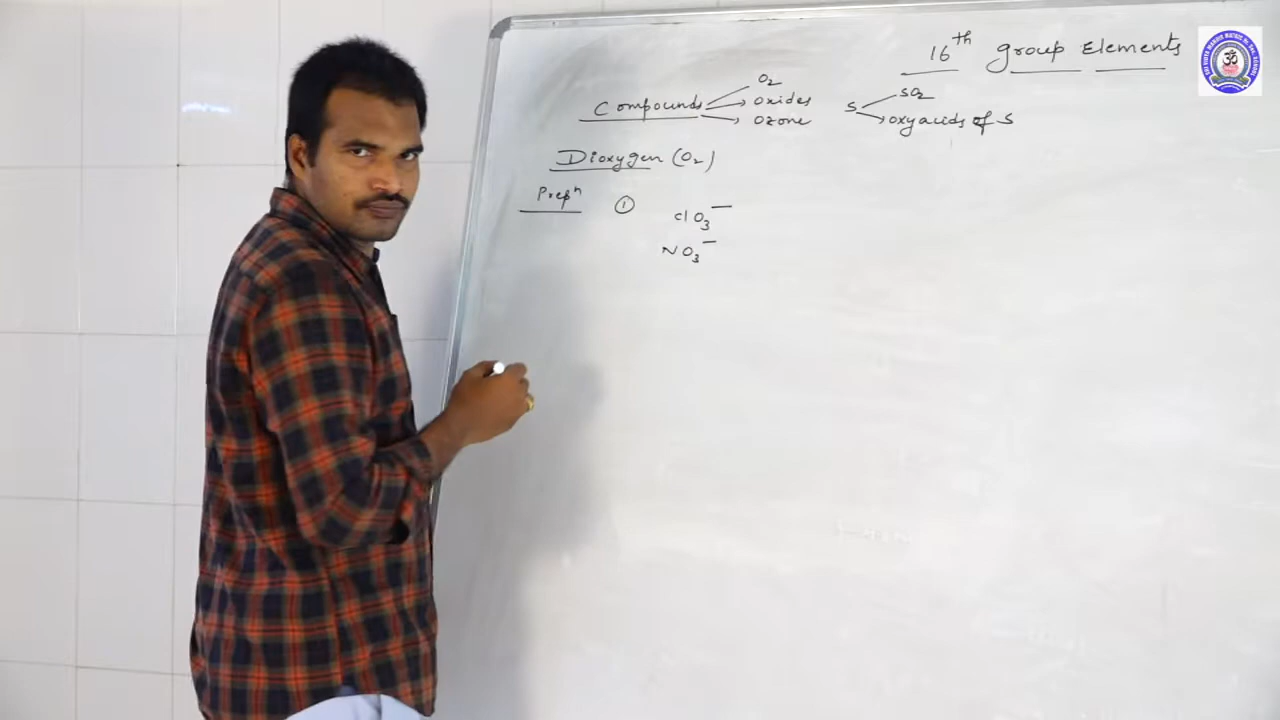 16th Group Elements
Compounds O2
Oxides
Ozone
S SO2
oxyacids of S
Dioxygen (O2)
Prepn ① ClO3−
NO3−